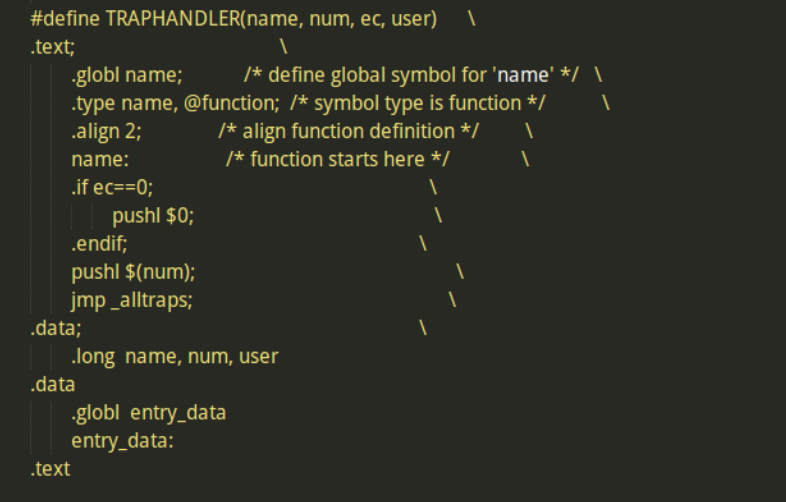 #define TRAPHANDLER(name, num, ec, user) \
.text; \
.globl name; /* define global symbol for 'name' */ \
.type name, @function; /* symbol type is function */ \
.align 2; /* align function definition */ \
name: /* function starts here */ \
.if ec==0; \
pushl $0; \
.endif; \
pushl $(num); \
jmp _alltraps; \
.data; \
.long name, num, user
.data
.globl entry_data
entry_data:
.text